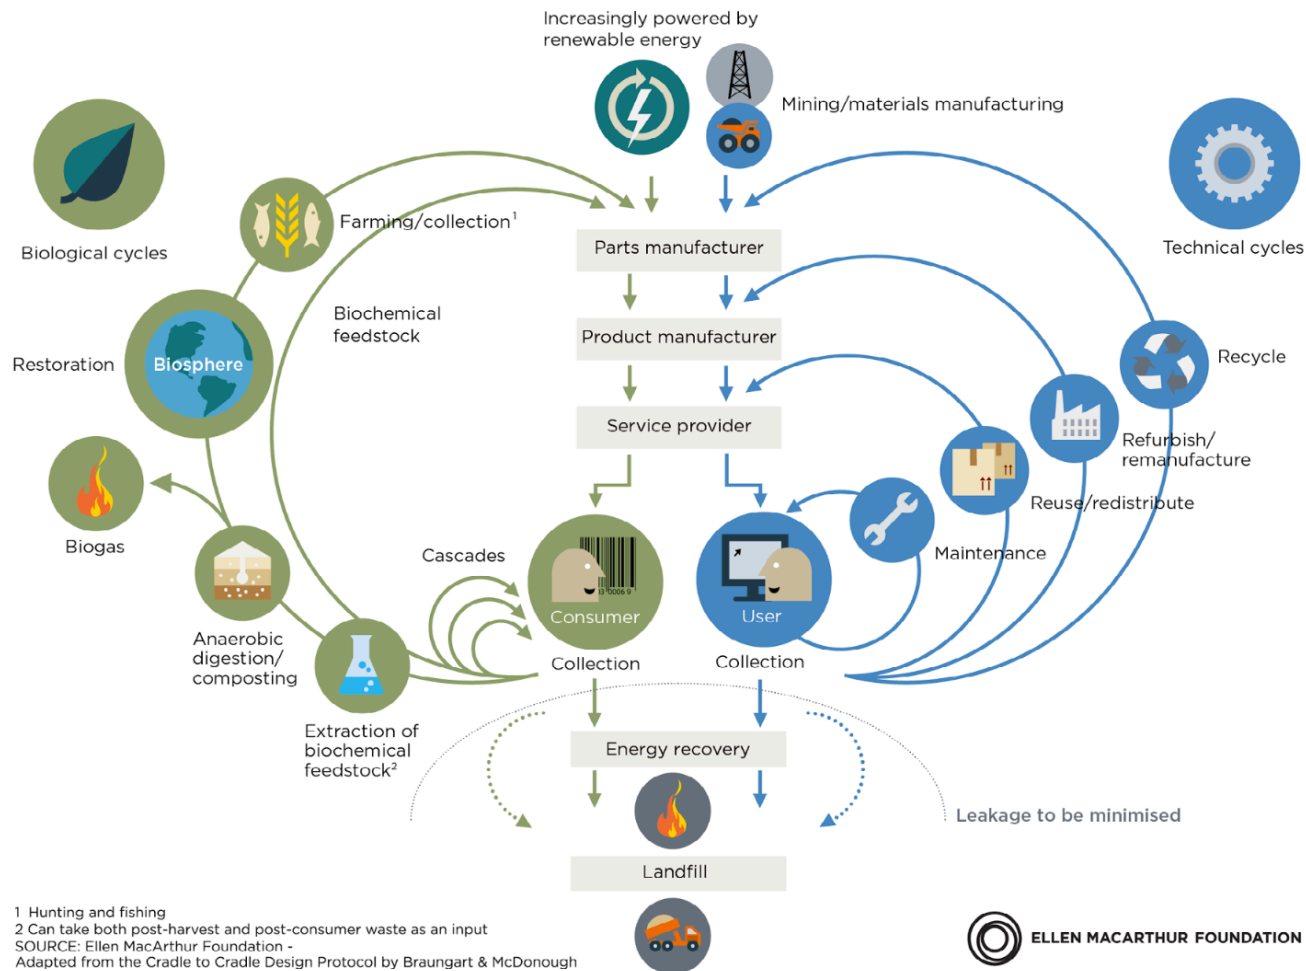 Increasingly powered by
renewable energy
Mining/materials manufacturing
Biological cycles
Technical cycles
Farming/collection¹
Parts manufacturer
Biochemical
feedstock
Product manufacturer
Restoration
Biosphere
Recycle
Service provider
Refurbish/
remanufacture
Reuse/redistribute
Biogas
Cascades
Maintenance
03 0006 9
Consumer
User
Anaerobic
digestion/
composting
Collection
Collection
Extraction of
biochemical
feedstock²
Energy recovery
Leakage to be minimised
Landfill
1 Hunting and fishing
2 Can take both post-harvest and post-consumer waste as an input
SOURCE: Ellen MacArthur Foundation -
Adapted from the Cradle to Cradle Design Protocol by Braungart & McDonough
ELLEN MACARTHUR FOUNDATION